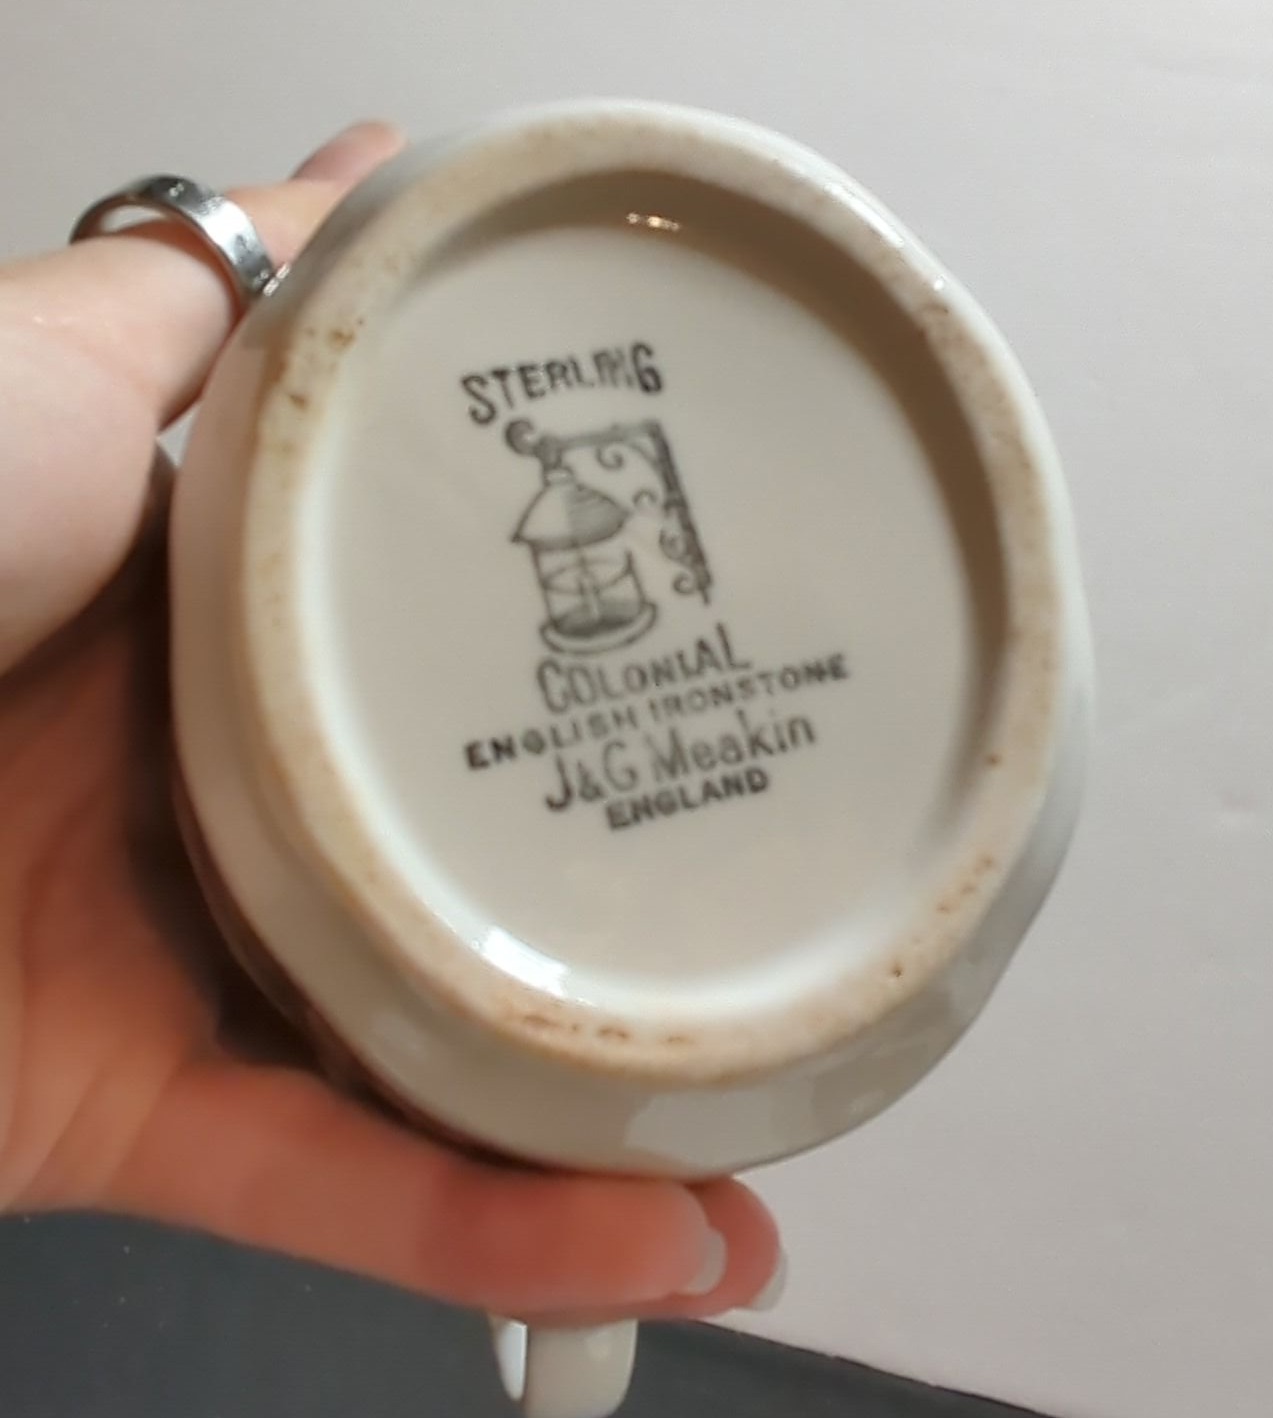 STERLING
COLONIAL
ENGLISH IRONSTONE
J&G Meakin
ENGLAND